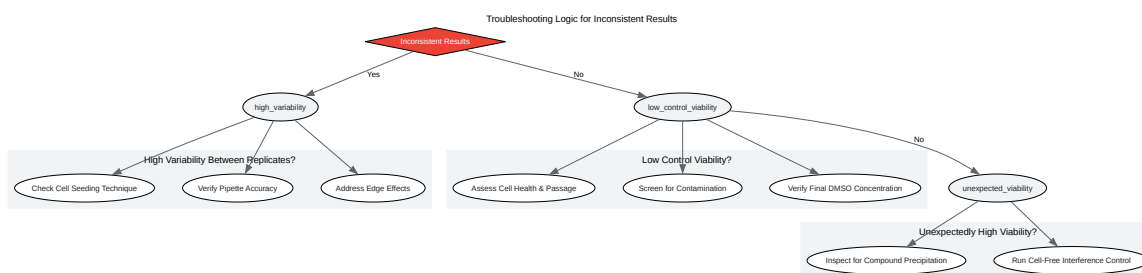 Troubleshooting Logic for Inconsistent Results
Inconsistent Results
Yes
No
high_variability
low_control_viability
No
High Variability Between Replicates?
Low Control Viability?
Check Cell Seeding Technique
Verify Pipette Accuracy
Address Edge Effects
Assess Cell Health & Passage
Screen for Contamination
Verify Final DMSO Concentration
unexpected_viability
Unexpectedly High Viability?
Inspect for Compound Precipitation
Run Cell-Free Interference Control